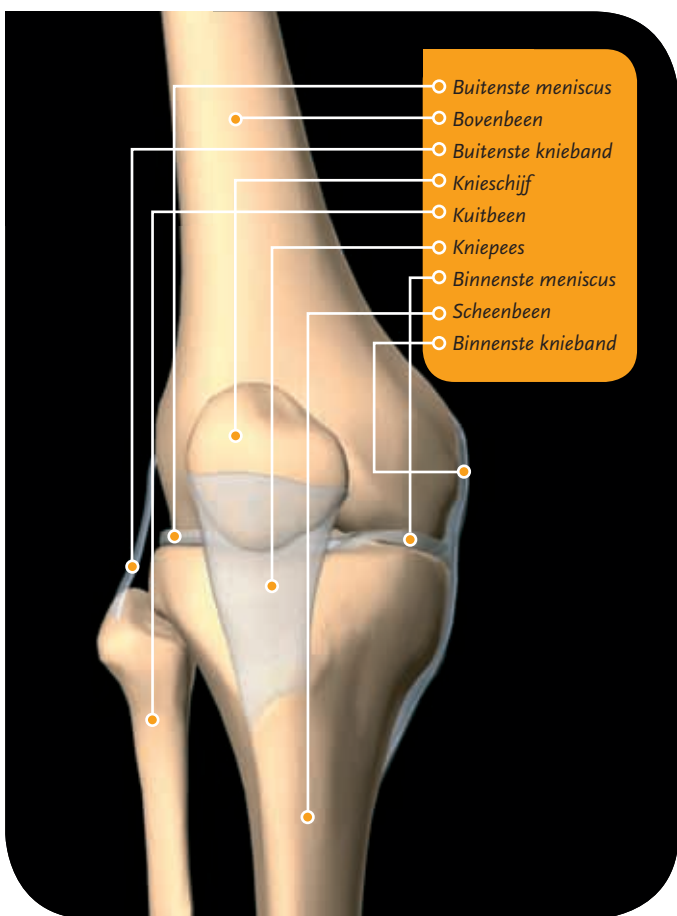 Buitenste meniscus
Bovenbeen
Buitenste knieband
Knieschijf
Kuitbeen
Kniepees
Binnenste meniscus
Scheenbeen
Binnenste knieband